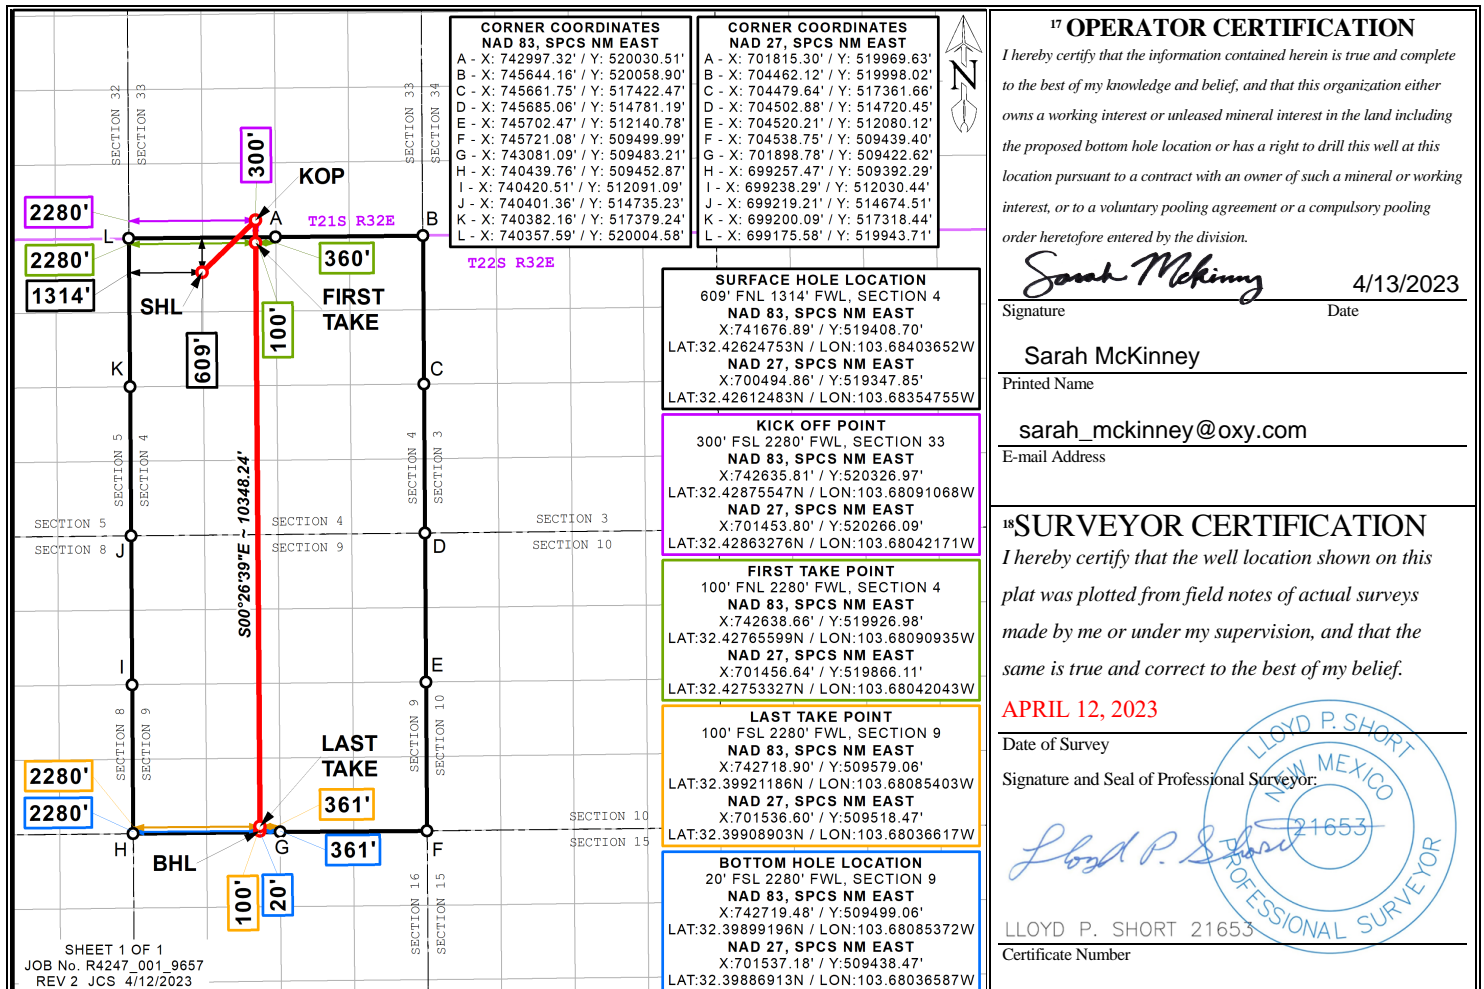 SECTION 32
SECTION 33
SECTION 33
SECTION 34
300'
KOP
2280'
A
T21S R32E
B
L
T22S R32E
2280'
360'
1314'
SHL
FIRST
TAKE
100'
609'
K
C
SECTION 5
SECTION 4
SECTION 4
SECTION 3
S00°26'39"E ~ 10348.24'
SECTION 5
SECTION 4
SECTION 3
SECTION 8
J
SECTION 9
D
SECTION 10
I
E
SECTION 8
SECTION 9
SECTION 9
SECTION 10
LAST
TAKE
2280'
361'
2280'
SECTION 10
H
G
361'
F
SECTION 15
BHL
100'
20'
SECTION 16
SECTION 15
SHEET 1 OF 1
JOB No. R4247_001_9657
REV 2 JCS 4/12/2023
CORNER COORDINATES
NAD 83, SPCS NM EAST
A - X: 742997.32' / Y: 520030.51'
B - X: 745644.16' / Y: 520058.90'
C - X: 745661.75' / Y: 517422.47'
D - X: 745685.06' / Y: 514781.19'
E - X: 745702.47' / Y: 512140.78'
F - X: 745721.08' / Y: 509499.99'
G - X: 743081.09' / Y: 509483.21'
H - X: 740439.76' / Y: 509452.87'
I - X: 740420.51' / Y: 512091.09'
J - X: 740401.36' / Y: 514735.23'
K - X: 740382.16' / Y: 517379.24'
L - X: 740357.59' / Y: 520004.58'
CORNER COORDINATES
NAD 27, SPCS NM EAST
A - X: 701815.30' / Y: 519969.63'
B - X: 704462.12' / Y: 519998.02'
C - X: 704479.64' / Y: 517361.66'
D - X: 704502.88' / Y: 514720.45'
E - X: 704520.21' / Y: 512080.12'
F - X: 704538.75' / Y: 509439.40'
G - X: 701898.78' / Y: 509422.62'
H - X: 699257.47' / Y: 509392.29'
I - X: 699238.29' / Y: 512030.44'
J - X: 699219.21' / Y: 514674.51'
K - X: 699200.09' / Y: 517318.44'
L - X: 699175.58' / Y: 519943.71'
N
SURFACE HOLE LOCATION
609' FNL 1314' FWL, SECTION 4
NAD 83, SPCS NM EAST
X:741676.89' / Y:519408.70'
LAT:32.42624753N / LON:103.68403652W
NAD 27, SPCS NM EAST
X:700494.86' / Y:519347.85'
LAT:32.42612483N / LON:103.68354755W
KICK OFF POINT
300' FSL 2280' FWL, SECTION 33
NAD 83, SPCS NM EAST
X:742635.81' / Y:520326.97'
LAT:32.42875547N / LON:103.68091068W
NAD 27, SPCS NM EAST
X:701453.80' / Y:520266.09'
LAT:32.42863276N / LON:103.68042171W
FIRST TAKE POINT
100' FNL 2280' FWL, SECTION 4
NAD 83, SPCS NM EAST
X:742638.66' / Y:519926.98'
LAT:32.42765599N / LON:103.68090935W
NAD 27, SPCS NM EAST
X:701456.64' / Y:519866.11'
LAT:32.42753327N / LON:103.68042043W
LAST TAKE POINT
100' FSL 2280' FWL, SECTION 9
NAD 83, SPCS NM EAST
X:742718.90' / Y:509579.06'
LAT:32.39921186N / LON:103.68085403W
NAD 27, SPCS NM EAST
X:701536.60' / Y:509518.47'
LAT:32.39908903N / LON:103.68036617W
BOTTOM HOLE LOCATION
20' FSL 2280' FWL, SECTION 9
NAD 83, SPCS NM EAST
X:742719.48' / Y:509499.06'
LAT:32.39899196N / LON:103.68085372W
NAD 27, SPCS NM EAST
X:701537.18' / Y:509438.47'
LAT:32.39886913N / LON:103.68036587W
17 OPERATOR CERTIFICATION
I hereby certify that the information contained herein is true and complete
to the best of my knowledge and belief, and that this organization either
owns a working interest or unleased mineral interest in the land including
the proposed bottom hole location or has a right to drill this well at this
location pursuant to a contract with an owner of such a mineral or working
interest, or to a voluntary pooling agreement or a compulsory pooling
order heretofore entered by the division.
Sarah McKinney 4/13/2023
Signature Date
Sarah McKinney
Printed Name
sarah_mckinney@oxy.com
E-mail Address
18 SURVEYOR CERTIFICATION
I hereby certify that the well location shown on this
plat was plotted from field notes of actual surveys
made by me or under my supervision, and that the
same is true and correct to the best of my belief.
APRIL 12, 2023
Date of Survey
Signature and Seal of Professional Surveyor:
LLOYD P. SHORT
NEW MEXICO
21653
PROFESSIONAL SURVEYOR
Lloyd P. Short
LLOYD P. SHORT 21653
Certificate Number